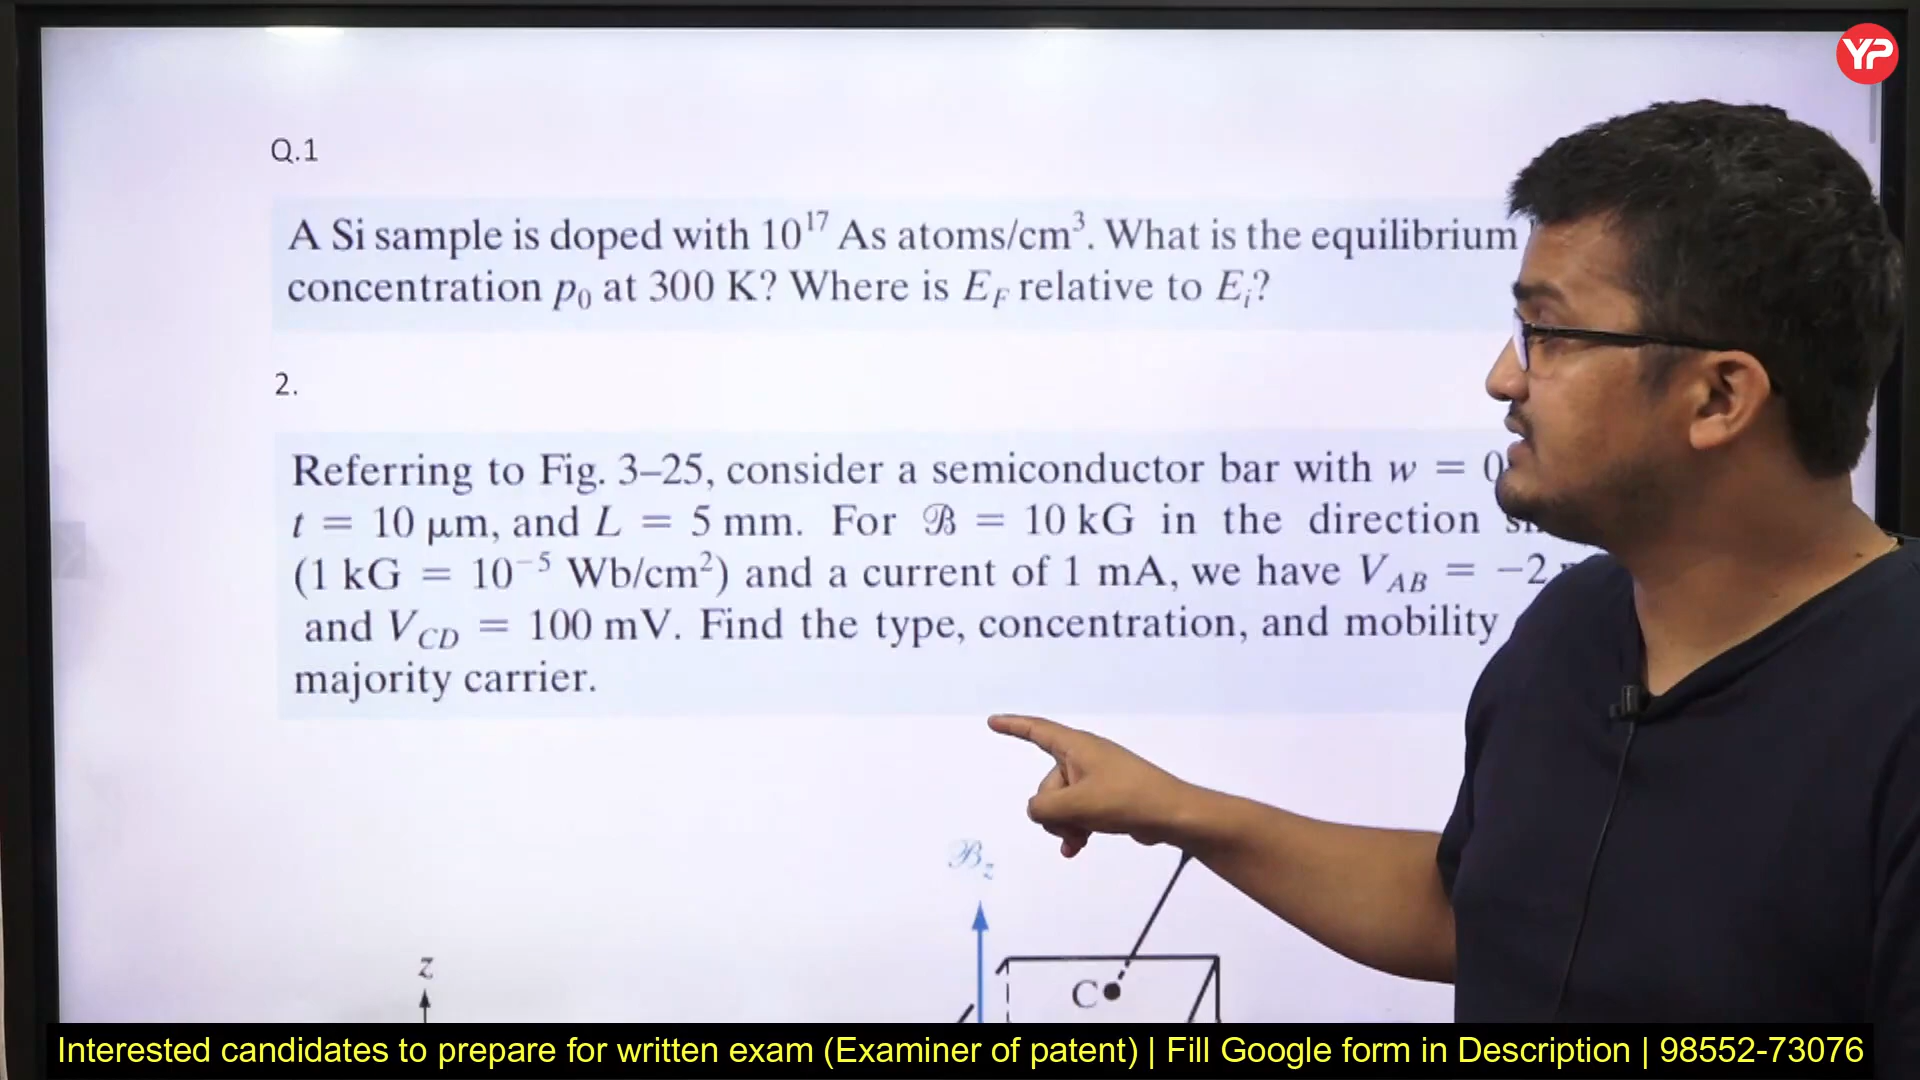 YP
Q.1
A Si sample is doped with 10¹⁷ As atoms/cm³. What is the equilibrium
concentration p₀ at 300 K? Where is E_F relative to E_i?
2.
Referring to Fig. 3–25, consider a semiconductor bar with w = 0
t = 10 μm, and L = 5 mm. For ℬ = 10 kG in the direction
(1 kG = 10⁻⁵ Wb/cm²) and a current of 1 mA, we have V_AB = −2
and V_CD = 100 mV. Find the type, concentration, and mobility
majority carrier.
ℬ_z
z
C
Interested candidates to prepare for written exam (Examiner of patent) | Fill Google form in Description | 98552-73076